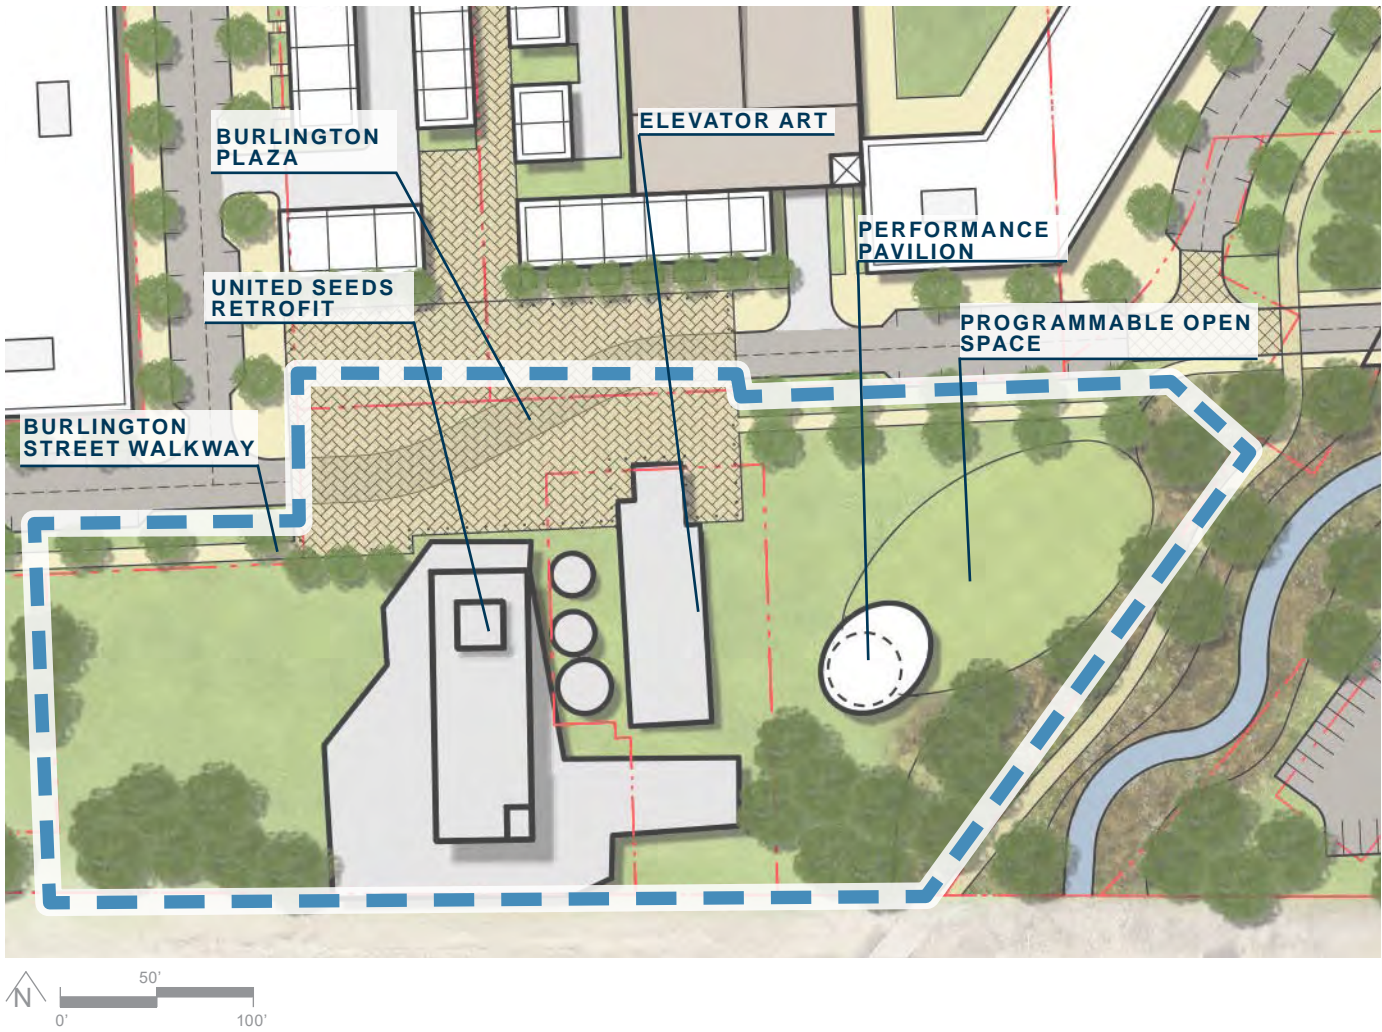 ELEVATOR ART
BURLINGTON
PLAZA
PERFORMANCE
PAVILION
UNITED SEEDS
RETROFIT
PROGRAMMABLE OPEN
SPACE
BURLINGTON
STREET WALKWAY
N
50'
0'
100'